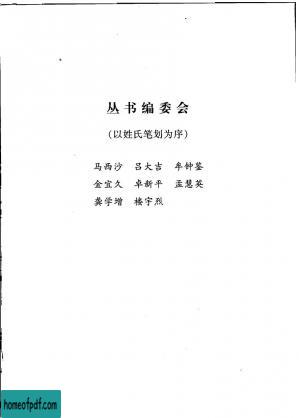 丛书编委会
(以姓氏笔划为序)
马西沙 吕大吉 牟钟鉴
金宜久 卓新平 孟慧英
龚学增 楼宇烈
homeofpdf.com